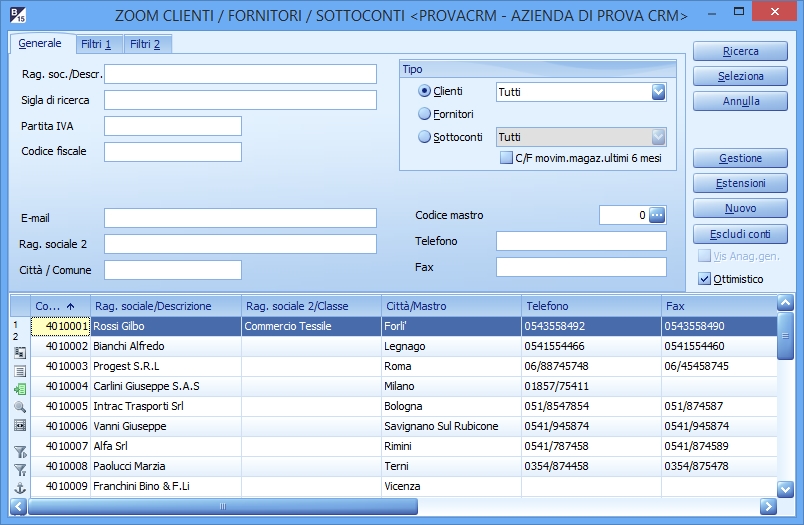 B 15 ZOOM CLIENTI / FORNITORI / SOTTOCONTI <PROVACRM - AZIENDA DI PROVA CRM>
Generale Filtri 1 Filtri 2
Rag. soc./Descr.
Sigla di ricerca
Partita IVA
Codice fiscale
E-mail
Rag. sociale 2
Città / Comune
Tipo
Clienti Tutti
Fornitori
Sottoconti Tutti
C/F movim.magaz.ultimi 6 mesi
Codice mastro 0
Telefono
Fax
Ricerca
Seleziona
Annulla
Gestione
Estensioni
Nuovo
Escludi conti
Vis Anag.gen.
Ottimistico
Co... Rag. sociale/Descrizione Rag. sociale 2/Classe Città/Mastro Telefono Fax
1
2
4010001 Rossi Gilbo Commercio Tessile Forli' 0543558492 0543558490
4010002 Bianchi Alfredo Legnago 0541554466 0541554460
4010003 Progest S.R.L Roma 06/88745748 06/45458745
4010004 Carlini Giuseppe S.A.S Milano 01857/75411
4010005 Intrac Trasporti Srl Bologna 051/8547854 051/874587
4010006 Vanni Giuseppe Savignano Sul Rubicone 0541/945874 0541/945874
4010007 Alfa Srl Rimini 0541/787458 0541/874589
4010008 Paolucci Marzia Terni 0354/874458 0354/875478
4010009 Franchini Bino & F.Li Vicenza